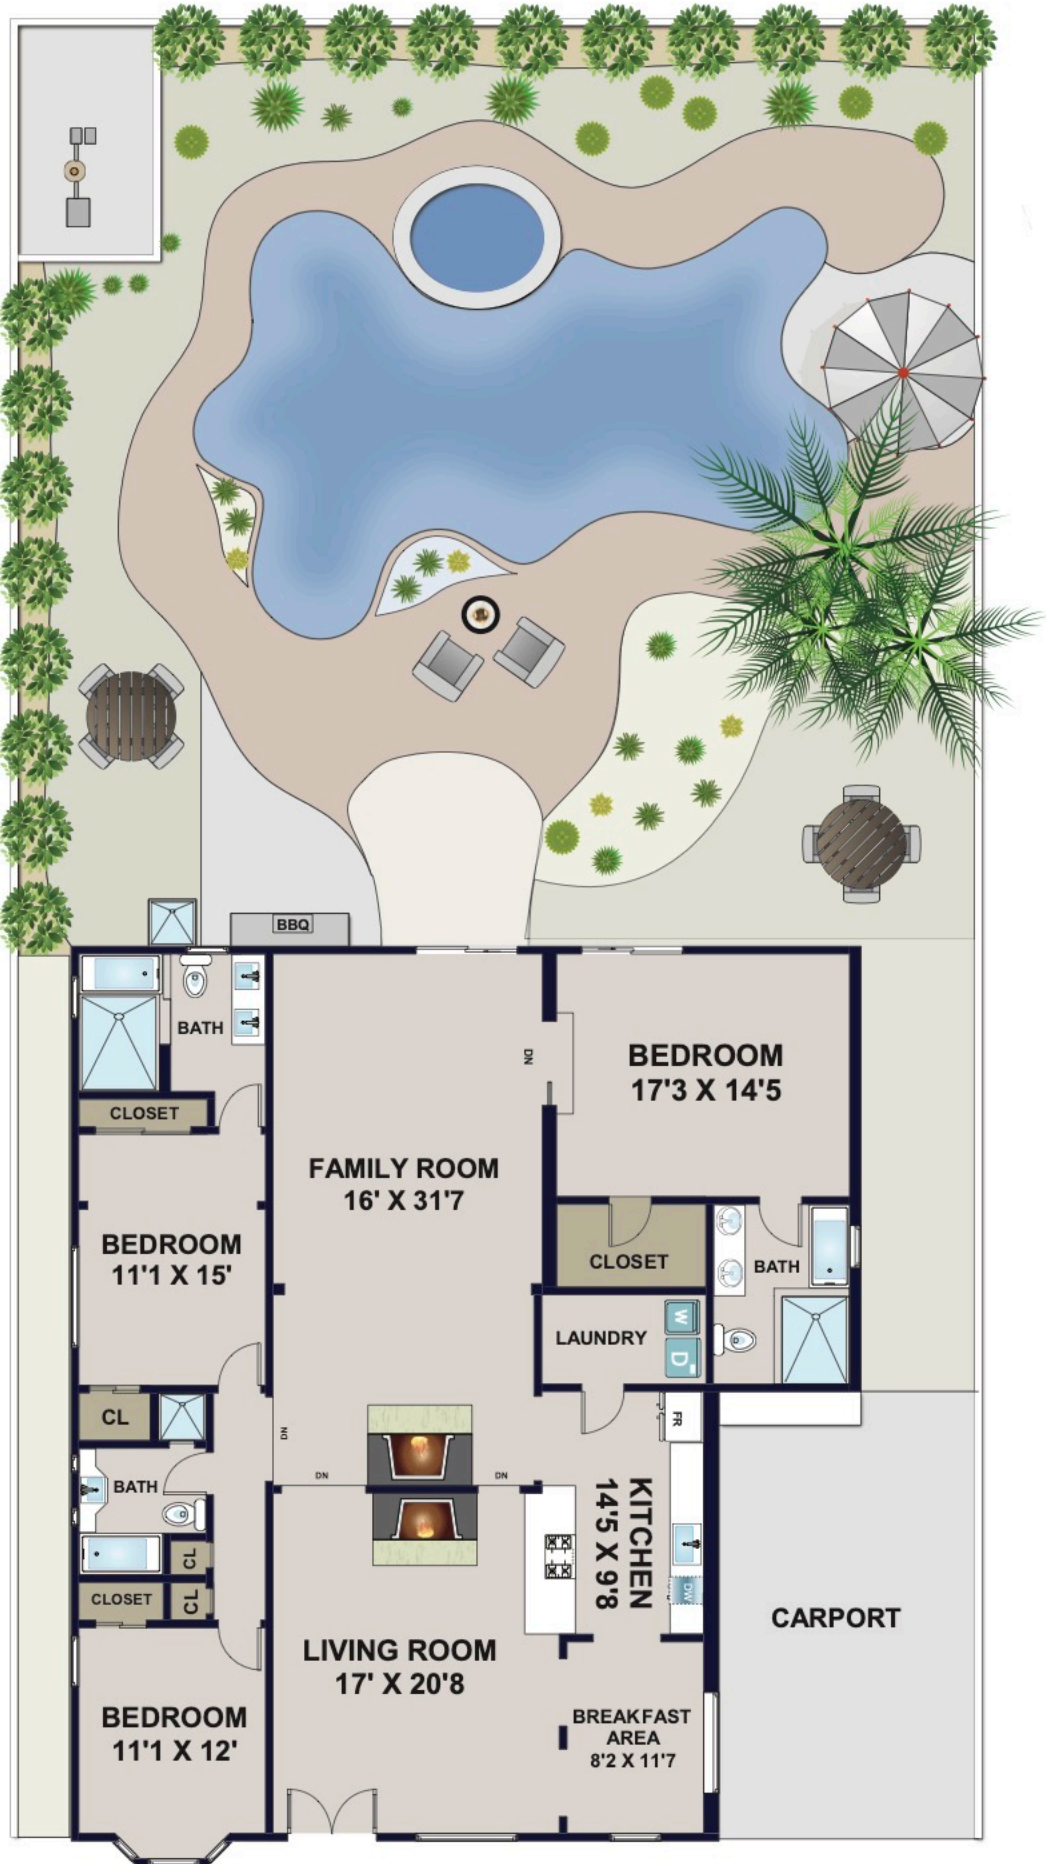 BBQ
BATH
DN
BEDROOM
17'3 X 14'5
CLOSET
FAMILY ROOM
16' X 31'7
BEDROOM
11'1 X 15'
CLOSET
BATH
LAUNDRY
W
D
CL
FR
DN
DN
DN
BATH
KITCHEN
14'5 X 9'8
CL
DW
CLOSET
CL
LIVING ROOM
17' X 20'8
CARPORT
BEDROOM
11'1 X 12'
BREAKFAST
AREA
8'2 X 11'7